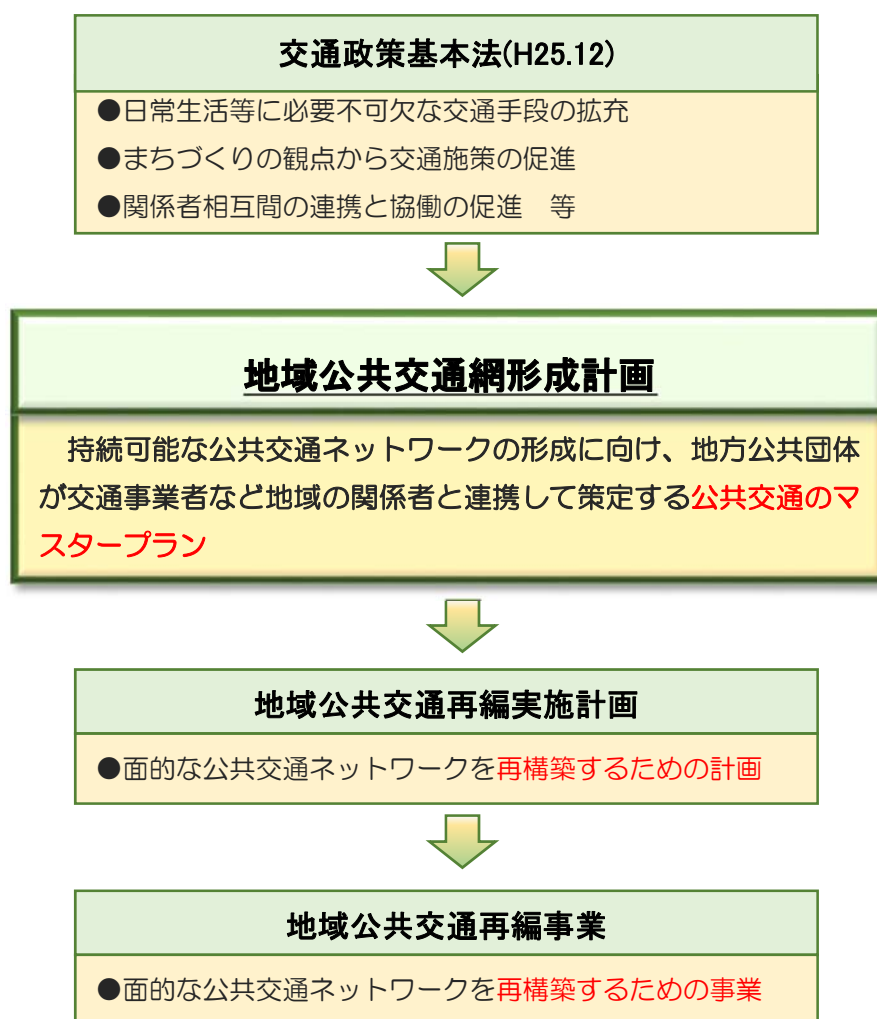 交通政策基本法(H25.12)
●日常生活等に必要不可欠な交通手段の拡充
●まちづくりの観点から交通施策の促進
●関係者相互間の連携と協働の促進　等
地域公共交通網形成計画
　持続可能な公共交通ネットワークの形成に向け、地方公共団体
が交通事業者など地域の関係者と連携して策定する公共交通のマ
スタープラン
地域公共交通再編実施計画
●面的な公共交通ネットワークを再構築するための計画
地域公共交通再編事業
●面的な公共交通ネットワークを再構築するための事業